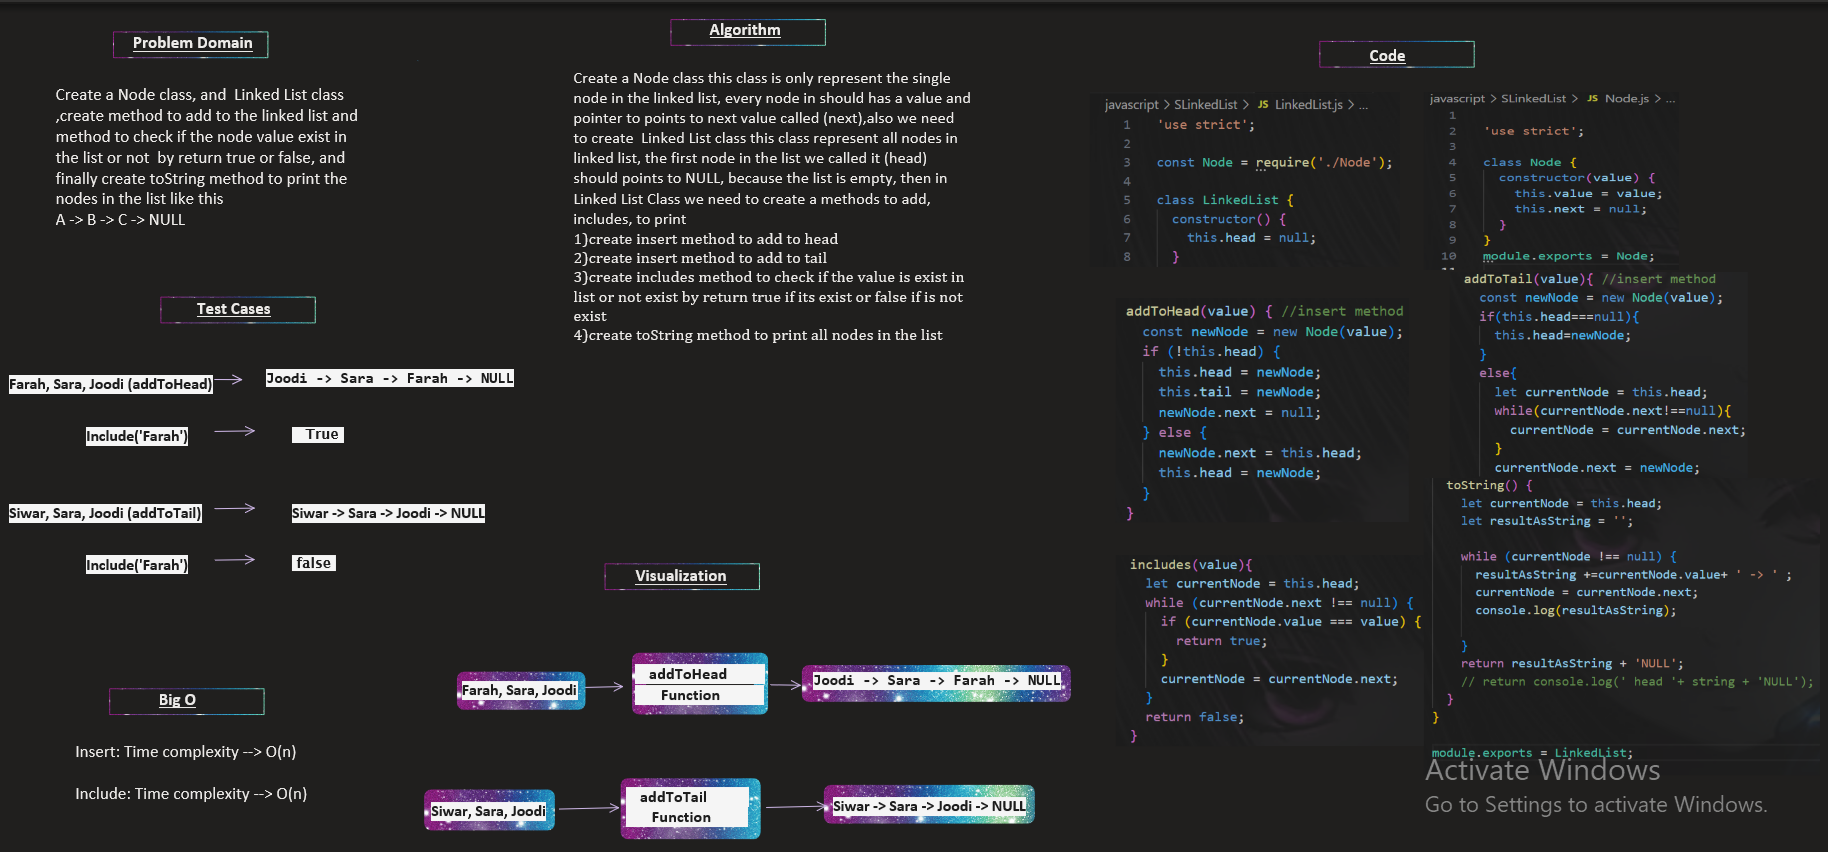 Problem Domain
Create a Node class, and  Linked List class
,create method to add to the linked list and
method to check if the node value exist in
the list or not  by return true or false, and
finally create toString method to print the
nodes in the list like this
A -> B -> C -> NULL
Test Cases
Farah, Sara, Joodi (addToHead)
Joodi -> Sara -> Farah -> NULL
Include('Farah')
True
Siwar, Sara, Joodi (addToTail)
Siwar -> Sara -> Joodi -> NULL
Include('Farah')
false
Big O
Insert: Time complexity --> O(n)
Include: Time complexity --> O(n)
Algorithm
Create a Node class this class is only represent the single
node in the linked list, every node in should has a value and
pointer to points to next value called (next),also we need
to create  Linked List class this class represent all nodes in
linked list, the first node in the list we called it (head)
should points to NULL, because the list is empty, then in
Linked List Class we need to create a methods to add,
includes, to print
1)create insert method to add to head
2)create insert method to add to tail
3)create includes method to check if the value is exist in
list or not exist by return true if its exist or false if is not
exist
4)create toString method to print all nodes in the list
Visualization
Farah, Sara, Joodi
addToHead
Function
Joodi -> Sara -> Farah -> NULL
Siwar, Sara, Joodi
addToTail
Function
Siwar -> Sara -> Joodi -> NULL
Code
javascript > SLinkedList > JS LinkedList.js > ...
1 'use strict';
2
3 const Node = require('./Node');
4
5 class LinkedList {
6 constructor() {
7 this.head = null;
8 }
addToHead(value) { //insert method
const newNode = new Node(value);
if (!this.head) {
this.head = newNode;
this.tail = newNode;
newNode.next = null;
} else {
newNode.next = this.head;
this.head = newNode;
}
}
includes(value){
let currentNode = this.head;
while (currentNode.next !== null) {
if (currentNode.value === value) {
return true;
}
currentNode = currentNode.next;
}
return false;
}
javascript > SLinkedList > JS Node.js > ...
1
2 'use strict';
3
4 class Node {
5 constructor(value) {
6 this.value = value;
7 this.next = null;
8 }
9 }
10 module.exports = Node;
addToTail(value){ //insert method
const newNode = new Node(value);
if(this.head===null){
this.head=newNode;
}
else{
let currentNode = this.head;
while(currentNode.next!==null){
currentNode = currentNode.next;
}
currentNode.next = newNode;
toString() {
let currentNode = this.head;
let resultAsString = '';
while (currentNode !== null) {
resultAsString +=currentNode.value+ ' -> ' ;
currentNode = currentNode.next;
console.log(resultAsString);
}
return resultAsString + 'NULL';
// return console.log(' head '+ string + 'NULL');
}
}
module.exports = LinkedList;
Activate Windows
Go to Settings to activate Windows.